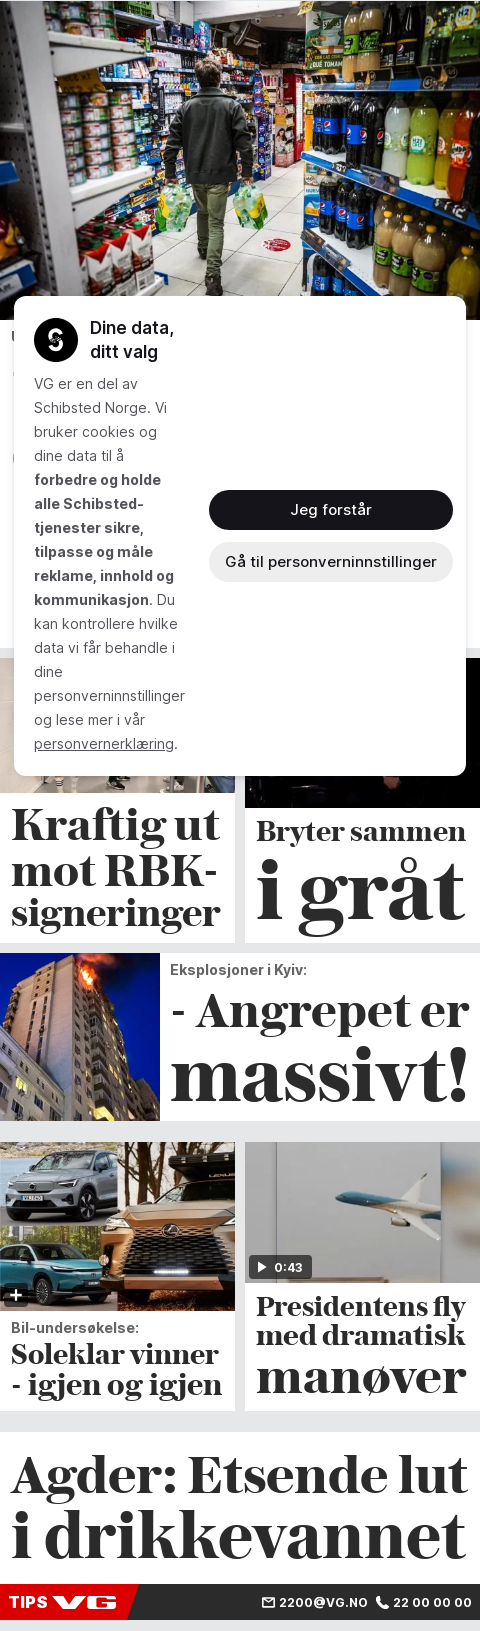 Dine data,
ditt valg
VG er en del av
Schibsted Norge. Vi
bruker cookies og
dine data til å
forbedre og holde
alle Schibsted-
tjenester sikre,
tilpasse og måle
reklame, innhold og
kommunikasjon. Du
kan kontrollere hvilke
data vi får behandle i
dine
personverninnstillinger
og lese mer i vår
personvernerklæring.
Jeg forstår
Gå til personverninnstillinger
Kraftig ut
mot RBK-
signeringer
Bryter sammen
i gråt
Eksplosjoner i Kyiv:
- Angrepet er
massivt!
Bil-undersøkelse:
Soleklar vinner
- igjen og igjen
0:43
Presidentens fly
med dramatisk
manøver
Agder: Etsende lut
i drikkevannet
TIPS VG
2200@VG.NO
22 00 00 00